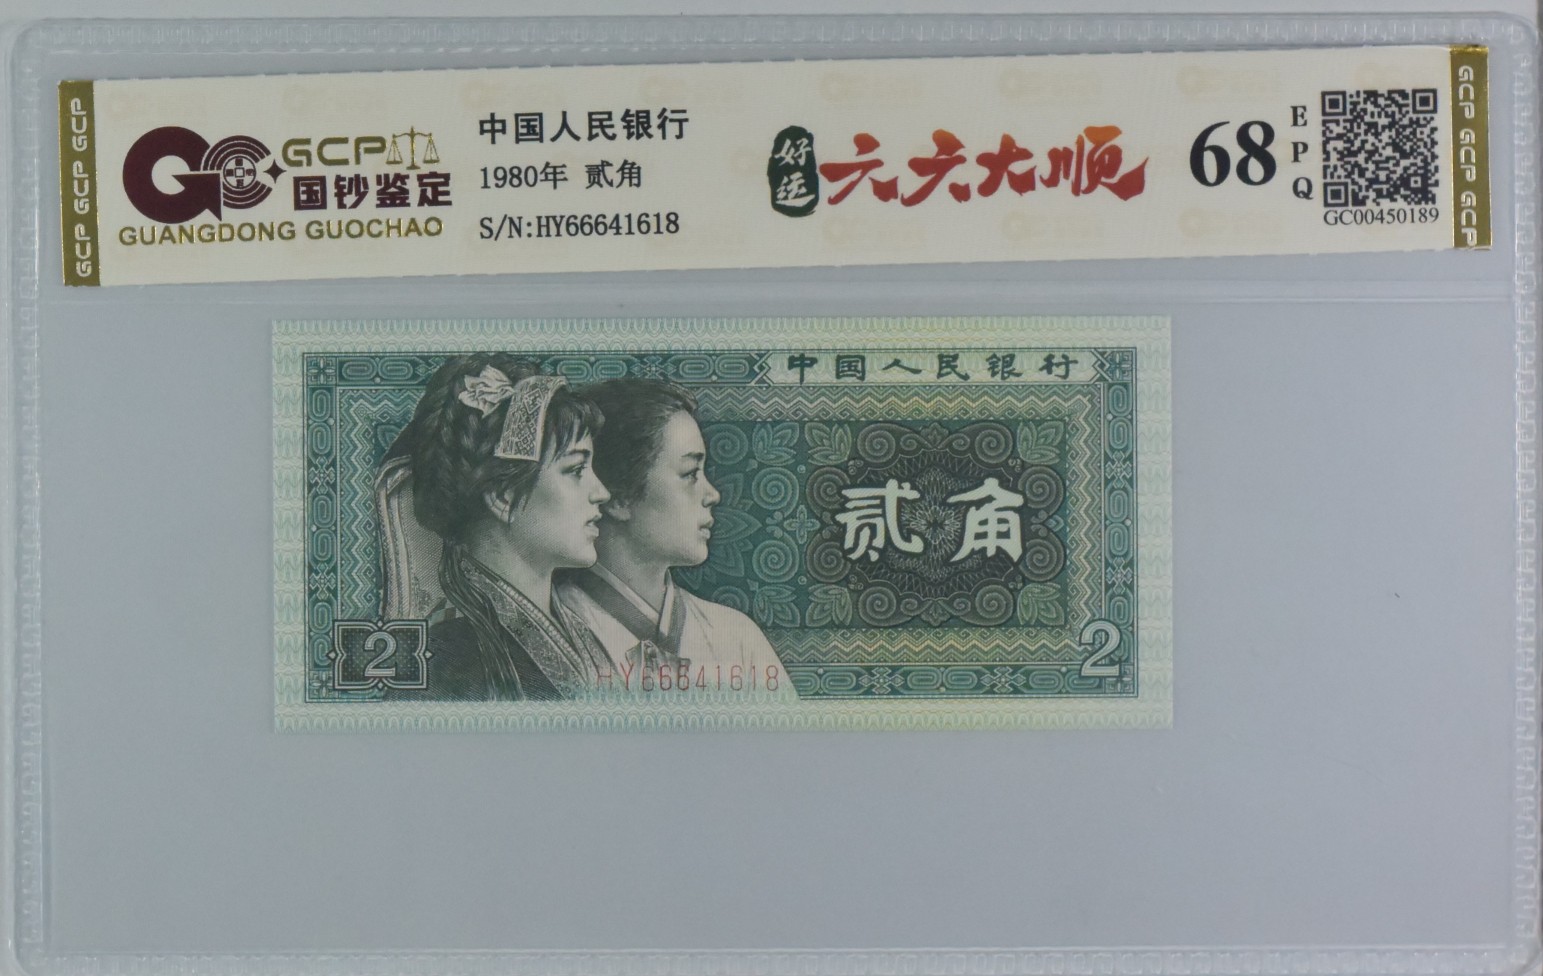 GCP GCP GCP
GCP
国钞鉴定
GUANGDONG GUOCHAO
中国人民银行
1980年 贰角
S/N:HY66641618
好运
六六大顺
68
EPQ
GC00450189
GCP GCP GCP
中国人民银行
贰角
2
2
HY66641618